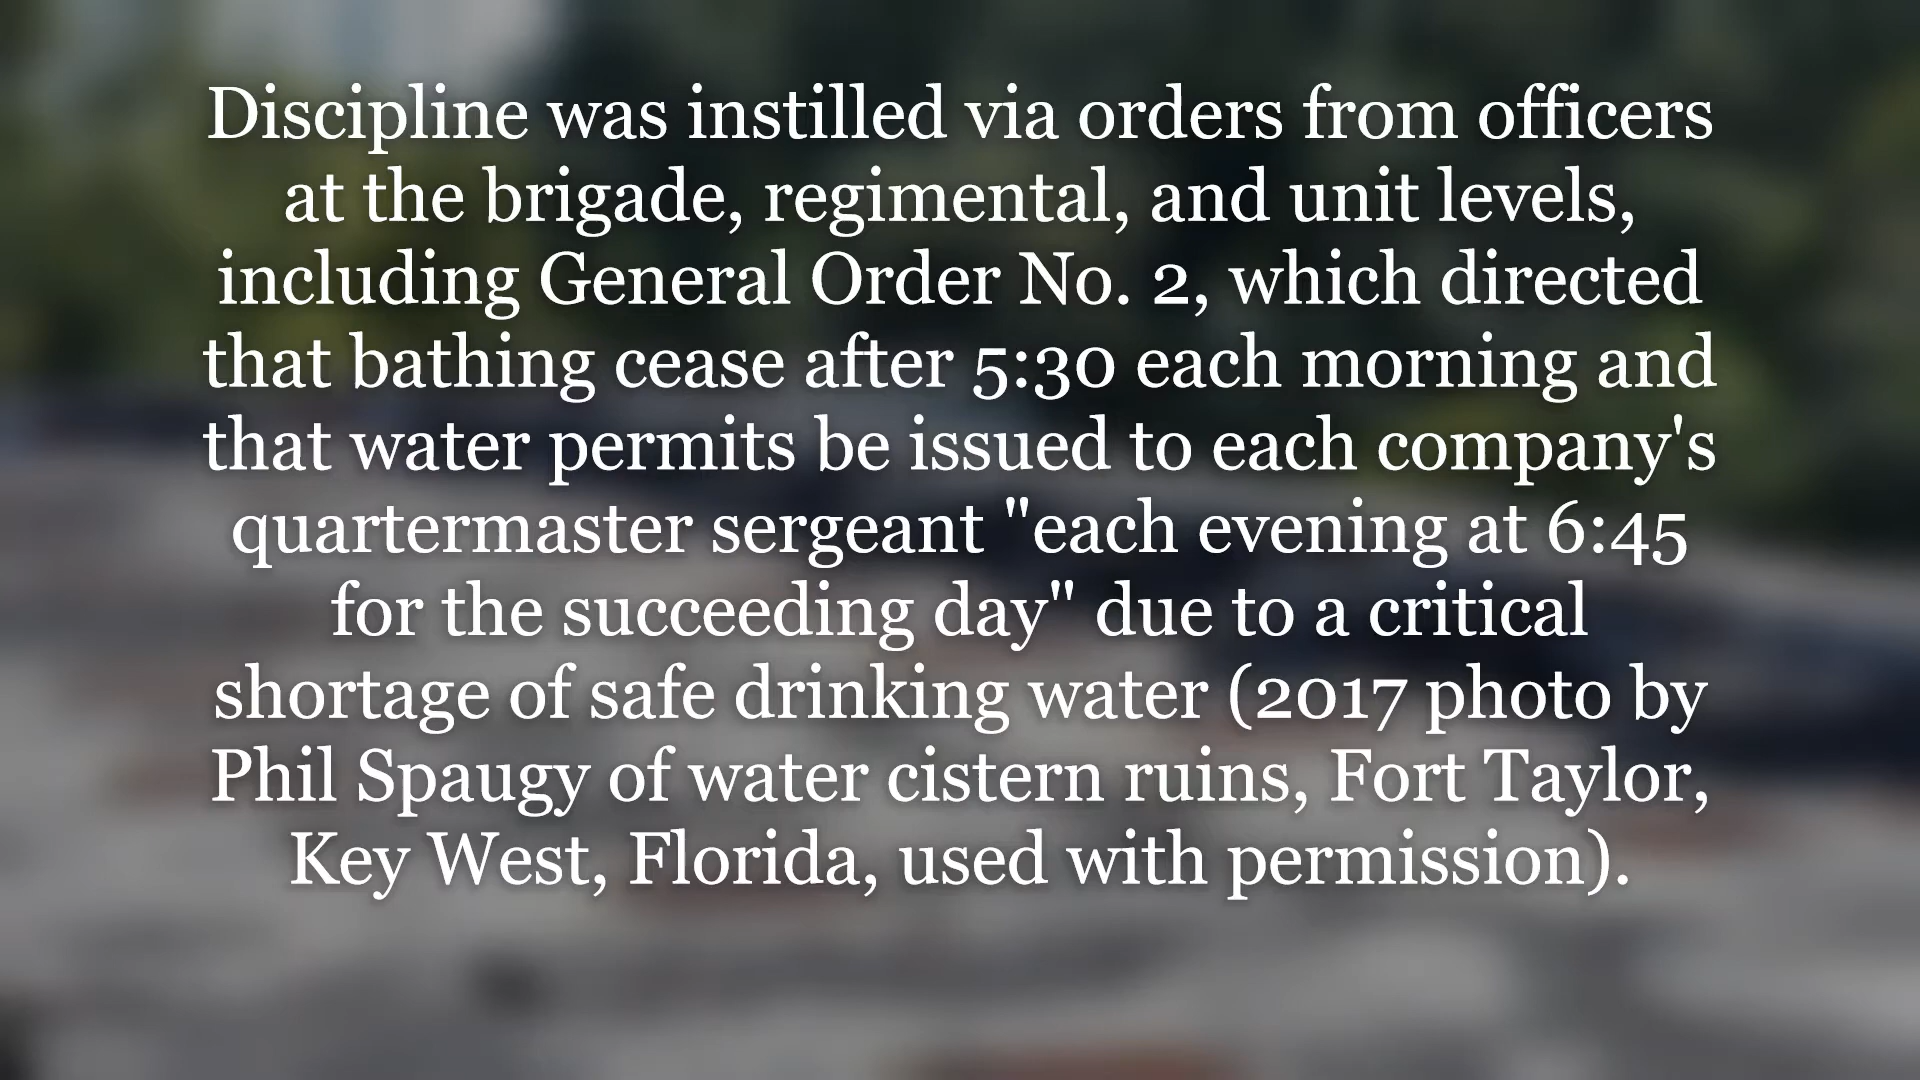 Discipline was instilled via orders from officers
at the brigade, regimental, and unit levels,
including General Order No. 2, which directed
that bathing cease after 5:30 each morning and
that water permits be issued to each company's
quartermaster sergeant "each evening at 6:45
for the succeeding day" due to a critical
shortage of safe drinking water (2017 photo by
Phil Spaugy of water cistern ruins, Fort Taylor,
Key West, Florida, used with permission).